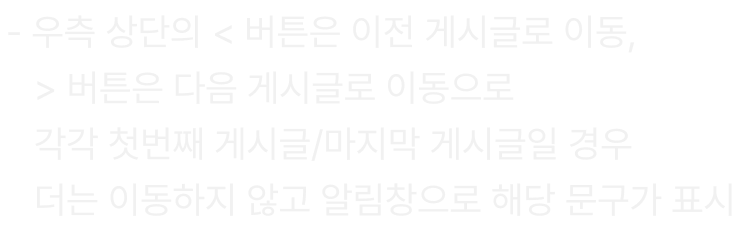 - 우측 상단의 < 버튼은 이전 게시글로 이동,
> 버튼은 다음 게시글로 이동으로
각각 첫번째 게시글/마지막 게시글일 경우
더는 이동하지 않고 알림창으로 해당 문구가 표시